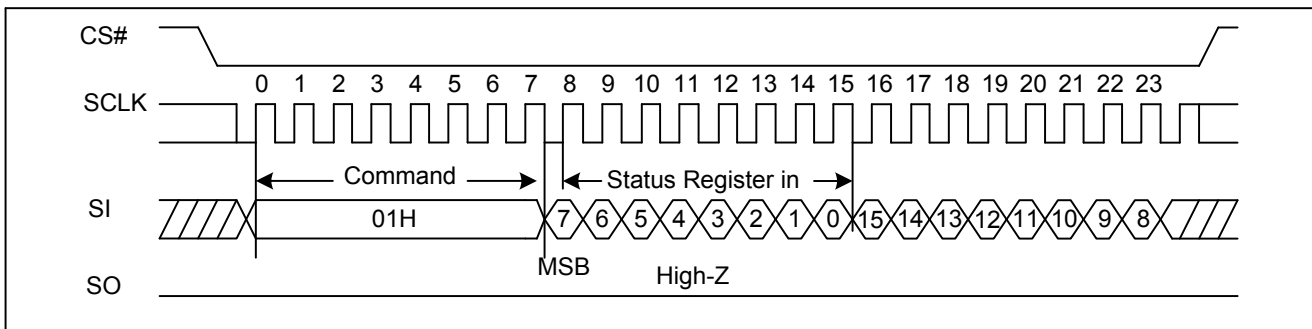 CS#
0 1 2 3 4 5 6 7 8 9 10 11 12 13 14 15 16 17 18 19 20 21 22 23
SCLK
Command Status Register in
SI 01H 7 6 5 4 3 2 1 0 15 14 13 12 11 10 9 8
MSB High-Z
SO